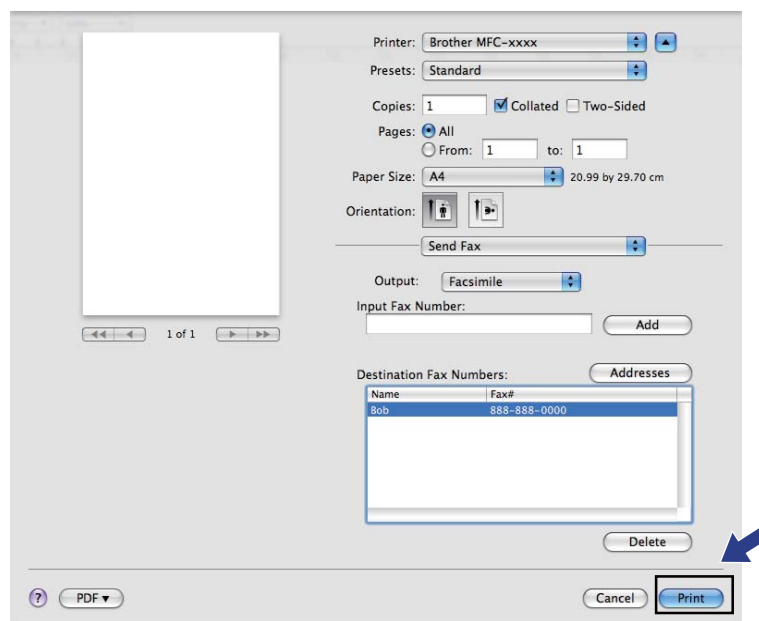 Printer: Brother MFC-xxxx
Presets: Standard
Copies: 1 Collated Two-Sided
Pages: All
From: 1 to: 1
Paper Size: A4 20.99 by 29.70 cm
Orientation:
Send Fax
Output: Facsimile
Input Fax Number:
Add
1 of 1
Destination Fax Numbers: Addresses
Name Fax#
Bob 888-888-0000
Delete
? PDF Cancel Print